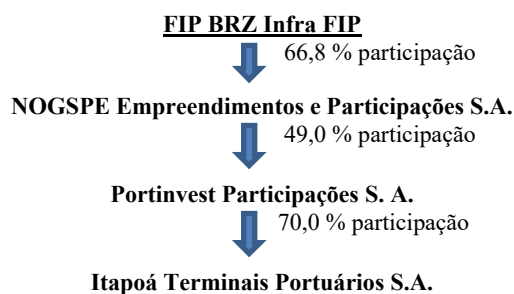 FIP BRZ Infra FIP
66,8 % participação
NOGSPE Empreendimentos e Participações S.A.
49,0 % participação
Portinvest Participações S. A.
70,0 % participação
Itapoá Terminais Portuários S.A.